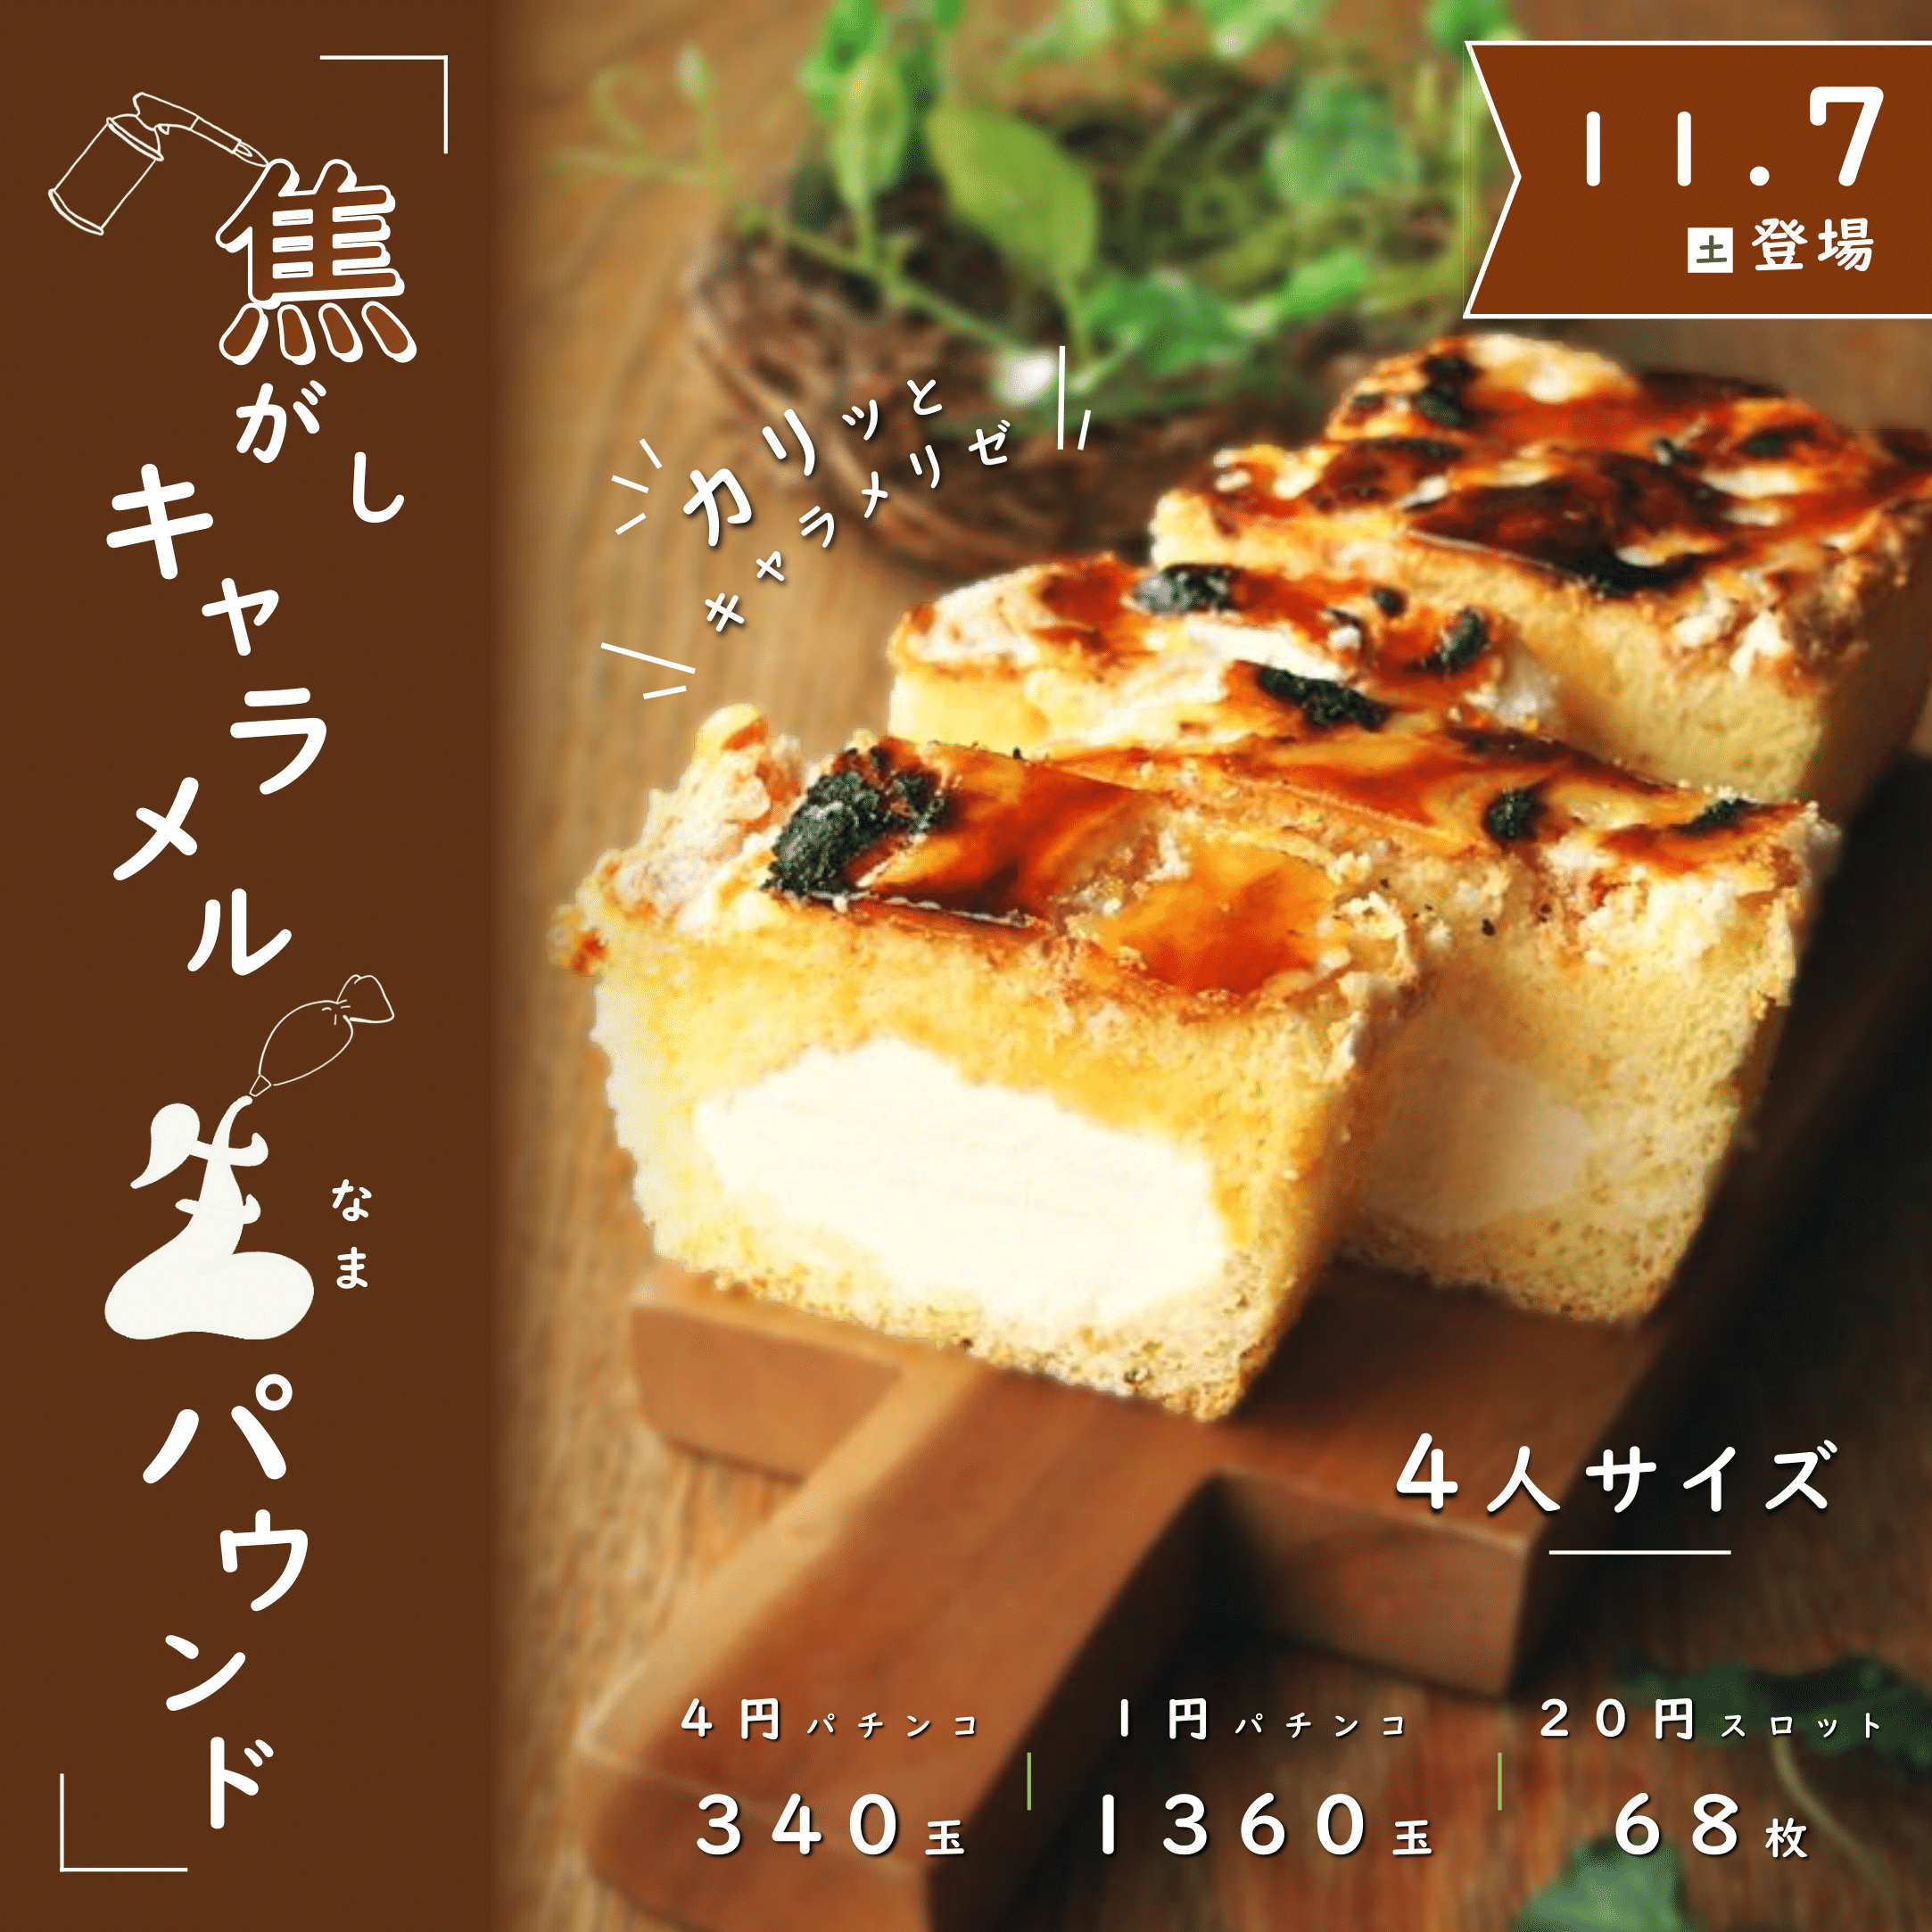 焦がし
キャラメル
生
なま
パウンド
11.7
土 登場
カリッと
キャラメリゼ
4人サイズ
4円パチンコ
340玉
1円パチンコ
1360玉
20円スロット
68枚